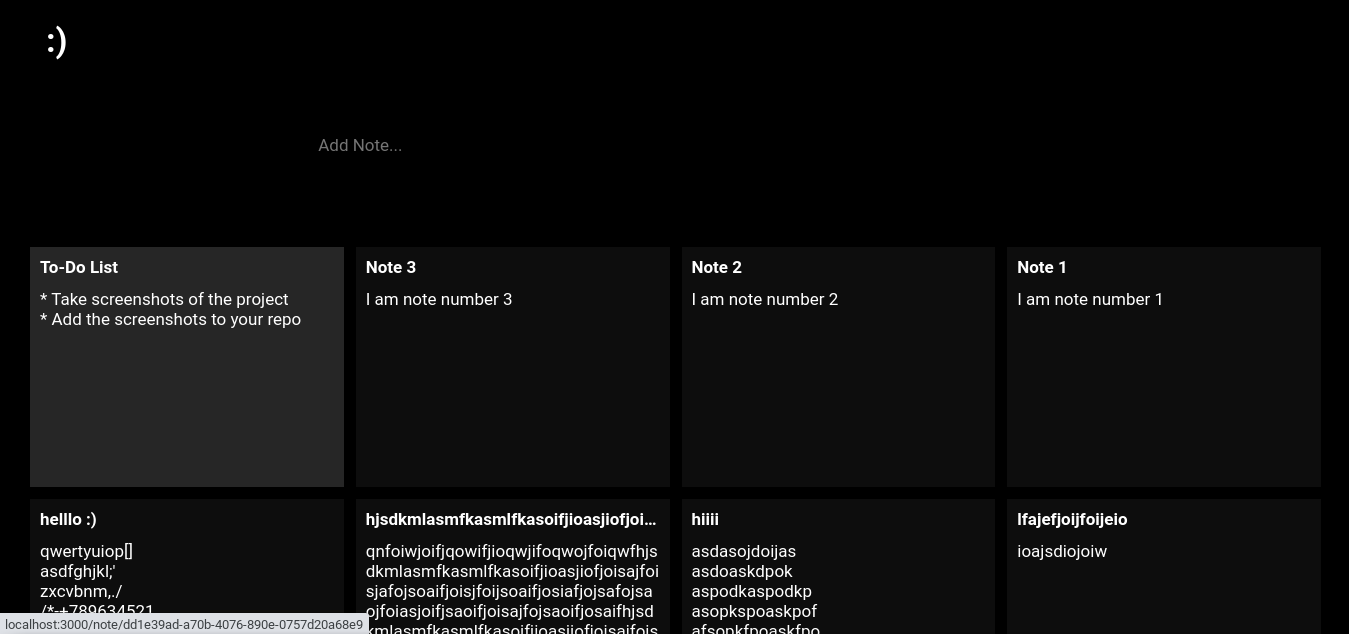 :)
Add Note...
To-Do List
* Take screenshots of the project
* Add the screenshots to your repo
Note 3
I am note number 3
Note 2
I am note number 2
Note 1
I am note number 1
helllo :)
qwertyuiop[]
asdfghjkl;'
zxcvbnm,./
/*-+789634521
hjsdkmlasmfkasmlfkasoifjioasjiofjoi...
qnfoiwjoifjqowifjioqwjifoqwojfoiqwfhjs
dkmlasmfkasmlfkasoifjioasjiofjoisajfoi
sjafojsoaifjoisjfoijsoaifjosiafjojsafojsa
ojfoiasjoifjsaoifjoisajfojsaoifjosaifhjsd
kmlasmfkasmlfkasoifjioasjiofjoisajfojs
hiiii
asdasojdoijas
asdoaskdpok
aspodkaspodkp
asopkspoaskpof
afsopkfpoaskfpo
lfajefjoijfoijeio
ioajsdiojoiw
localhost:3000/note/dd1e39ad-a70b-4076-890e-0757d20a68e9